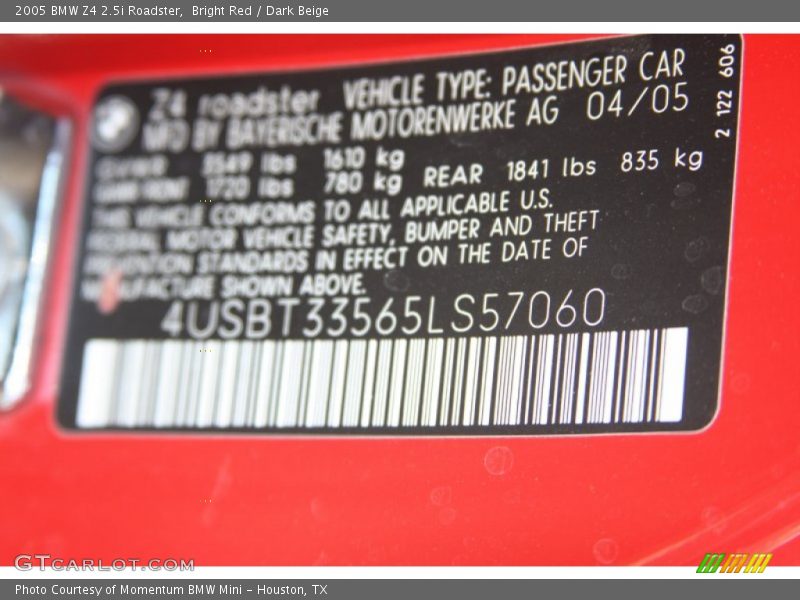 2005 BMW Z4 2.5i Roadster,  Bright Red / Dark Beige
Z4 roadster VEHICLE TYPE: PASSENGER CAR
MFD BY BAYERISCHE MOTORENWERKE AG 04/05
GVWR 3549 lbs 1610 kg
GAWR FRONT 1720 lbs 780 kg REAR 1841 lbs 835 kg
THIS VEHICLE CONFORMS TO ALL APPLICABLE U.S.
FEDERAL MOTOR VEHICLE SAFETY, BUMPER AND THEFT
PREVENTION STANDARDS IN EFFECT ON THE DATE OF
MANUFACTURE SHOWN ABOVE.
4USBT33565LS57060
2 122 606
GTcarlot.com
Photo Courtesy of Momentum BMW Mini - Houston, TX